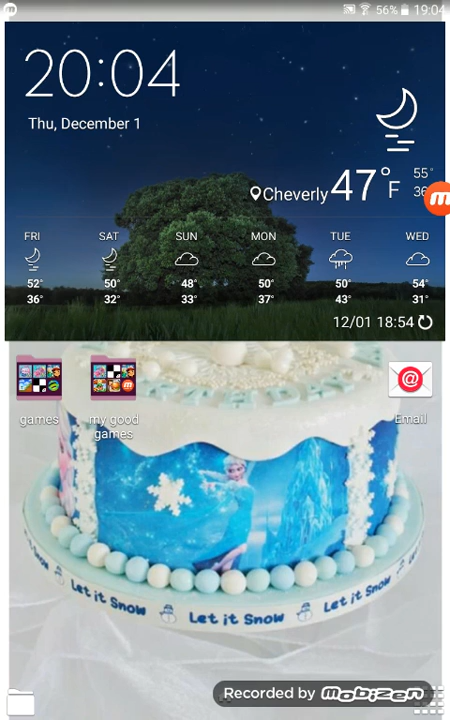 56% 19:04
20:04
Thu, December 1
Cheverly 47°F
55°
FRI SAT SUN MON TUE WED
52° 50° 48° 50° 50° 54°
36° 32° 33° 37° 43° 31°
12/01 18:54
games
my good
games
Email
Let it Snow
Let it Snow
Let it Snow
Recorded by Mobizen